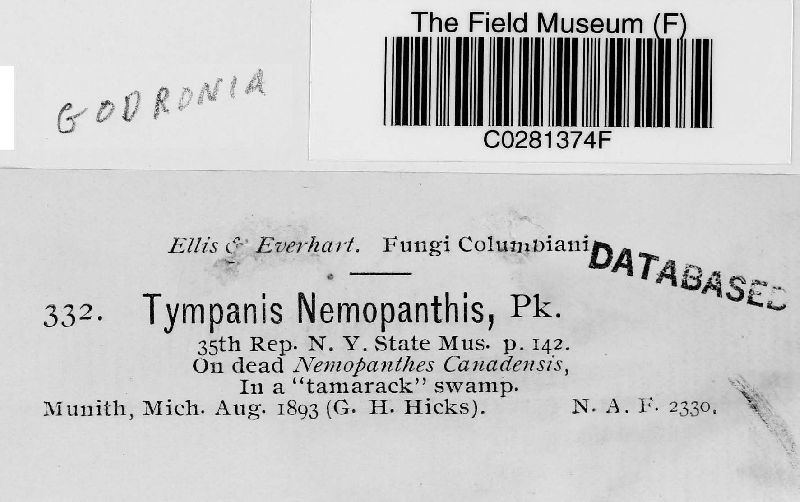 The Field Museum (F)
C0281374F
GODRONIA
Ellis & Everhart. Fungi Columbiani
DATABASED
332. Tympanis Nemopanthis, Pk.
35th Rep. N. Y. State Mus. p. 142.
On dead Nemopanthes Canadensis,
In a "tamarack" swamp.
Munith, Mich. Aug. 1893 (G. H. Hicks). N. A. F. 2330.